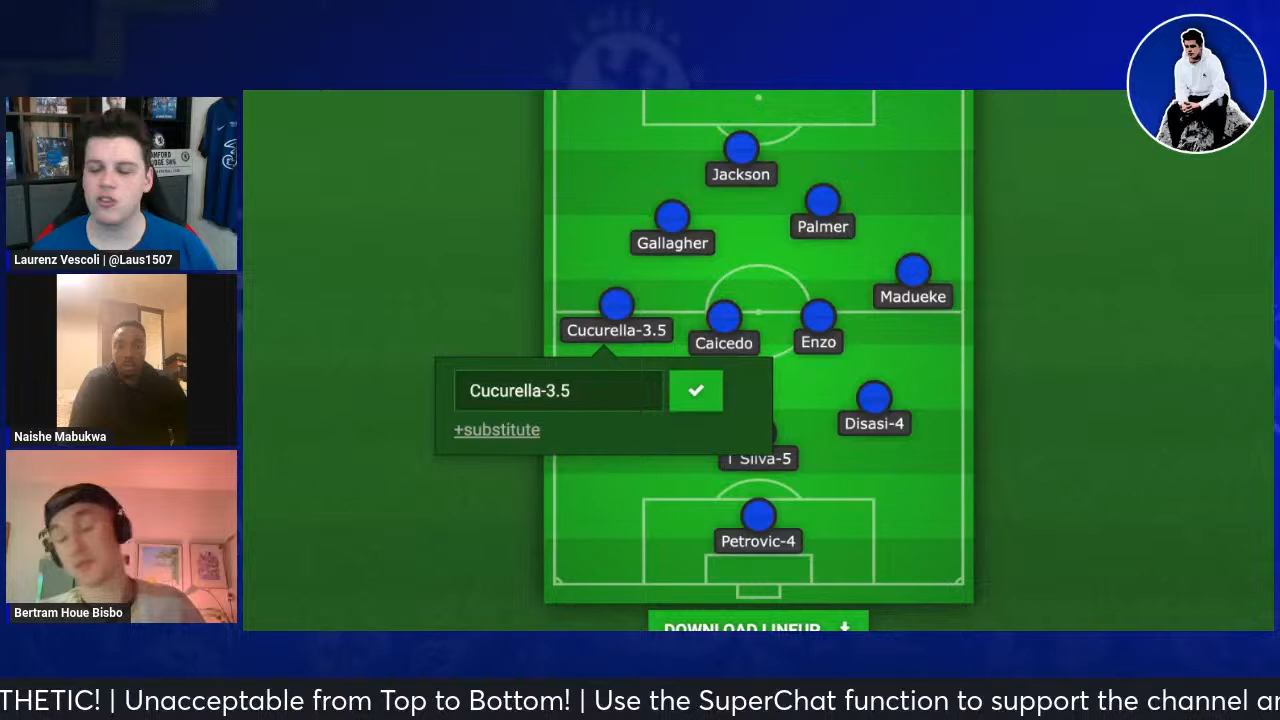 Jackson
Palmer
Gallagher
Madueke
Cucurella-3.5
Caicedo
Enzo
Cucurella-3.5
+substitute
Disasi-4
T Silva-5
Petrovic-4
DOWNLOAD LINEUP
Laurenz Vescoli | @Laus1507
Naishe Mabukwa
Bertram Houe Bisbo
THETIC! | Unacceptable from Top to Bottom! | Use the SuperChat function to support the channel